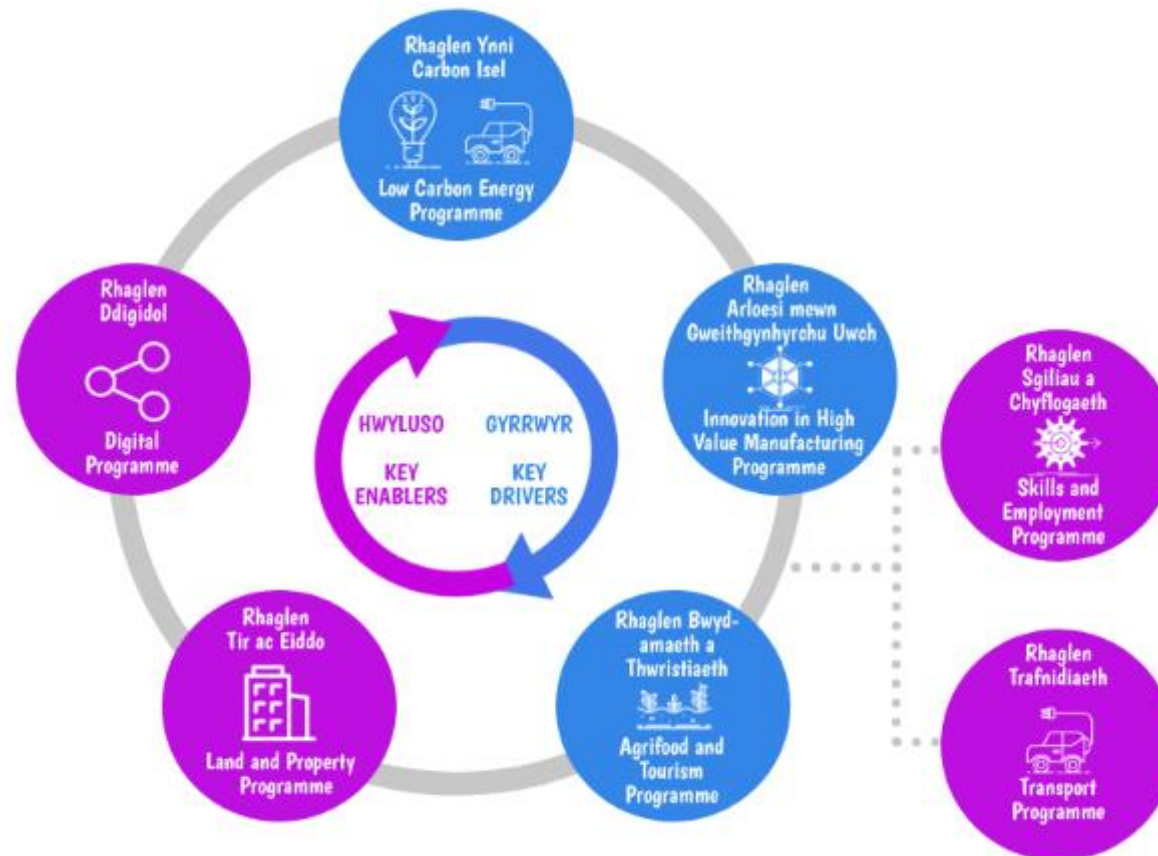 Rhaglen Ynni
Carbon Isel
Low Carbon Energy
Programme
Rhaglen
Ddigidol
Digital
Programme
Rhaglen
Arloesi mewn
Gweithgynhyrchu Uwch
Innovation in High
Value Manufacturing
Programme
HWYLUSO
KEY
ENABLERS
GYRRWYR
KEY
DRIVERS
Rhaglen
Sgiliau a
Chyflogaeth
Skills and
Employment
Programme
Rhaglen
Tir ac Eiddo
Land and Property
Programme
Rhaglen Bwyd-
amaeth a
Thwristiaeth
Agrifood and
Tourism
Programme
Rhaglen
Trafnidiaeth
Transport
Programme